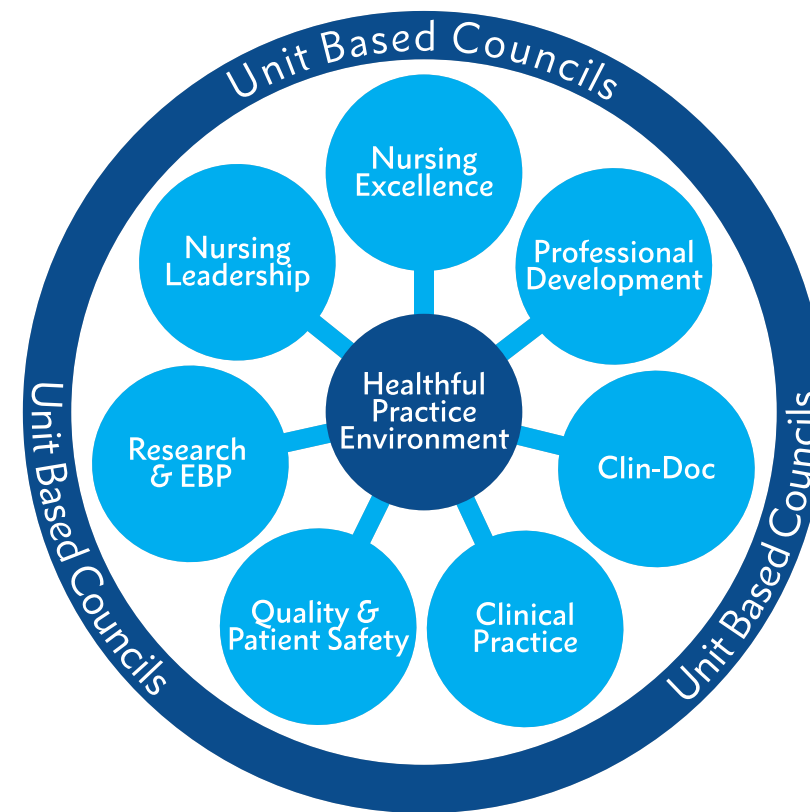 Unit Based Councils
Nursing
Excellence
Nursing
Leadership
Professional
Development
Healthful
Practice
Environment
Research
& EBP
Clin-Doc
Quality &
Patient Safety
Clinical
Practice
Unit Based Councils
Unit Based Councils